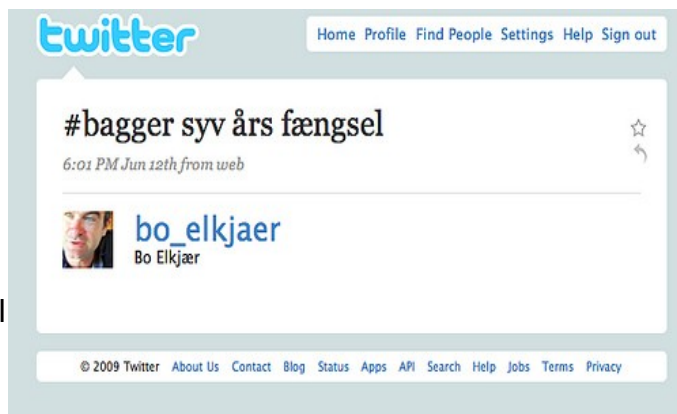 twitter
Home Profile Find People Settings Help Sign out
#bagger syv års fængsel
6:01 PM Jun 12th from web
bo_elkjaer
Bo Elkjær
l
© 2009 Twitter About Us Contact Blog Status Apps API Search Help Jobs Terms Privacy